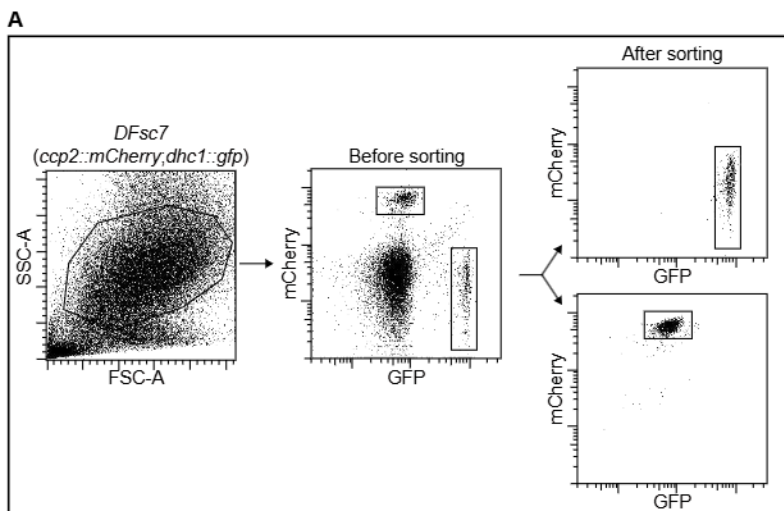 A
DFsc7
(ccp2::mCherry;dhc1::gfp)
SSC-A
FSC-A
Before sorting
mCherry
GFP
After sorting
mCherry
GFP
mCherry
GFP